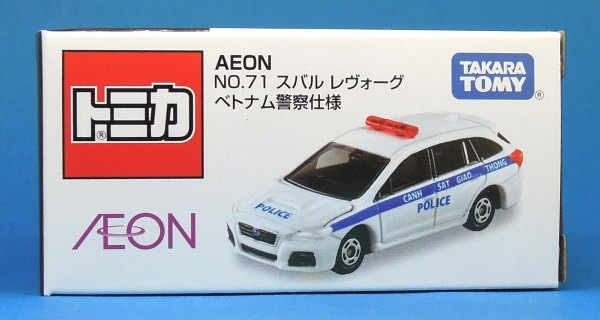 トミカ
®
AEON
NO.71 スバル レヴォーグ
ベトナム警察仕様
TAKARA
TOMY®
CANH SAT GIAO THONG
POLICE
POLICE
ÆON